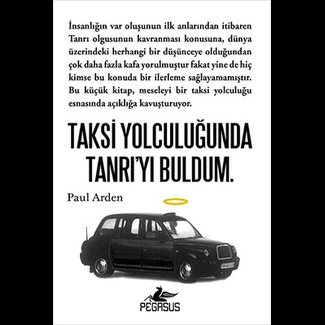 İnsanlığın var oluşunun ilk anlarından itibaren
Tanrı olgusunun kavranması konusuna, dünya
üzerindeki herhangi bir düşünceye olduğundan
çok daha fazla kafa yorulmuştur fakat yine de hiç
kimse bu konuda bir ilerleme sağlayamamıştır.
Bu küçük kitap, meseleyi bir taksi yolculuğu
esnasında açıklığa kavuşturuyor.
TAKSİ YOLCULUĞUNDA
TANRI'YI BULDUM.
Paul Arden
PEGASUS